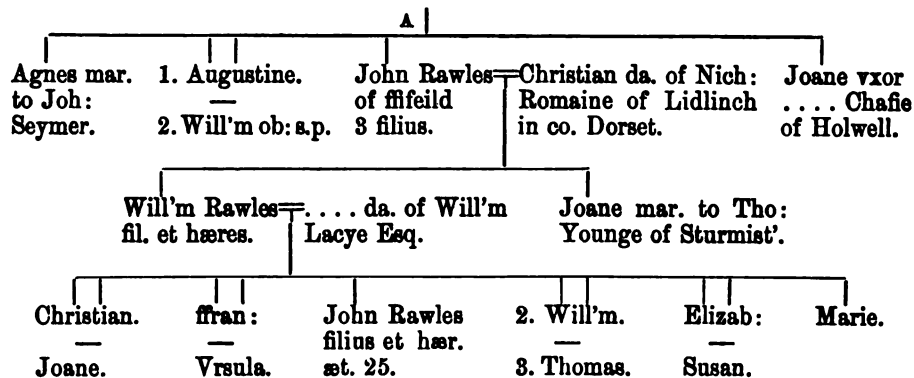 A
Agnes mar. to Joh: Seymer.
1. Augustine.
—
2. Will'm ob: s.p.
John Rawles of ffifeild 3 filius.
Christian da. of Nich: Romaine of Lidlinch in co. Dorset.
Joane vxor .... Chafie of Holwell.
Will'm Rawles fil. et hæres.
.... da. of Will'm Lacye Esq.
Joane mar. to Tho: Younge of Sturmist'.
Christian.
—
Joane.
ffran:
—
Vrsula.
John Rawles filius et hær. æt. 25.
2. Will'm.
—
3. Thomas.
Elizab:
—
Susan.
Marie.